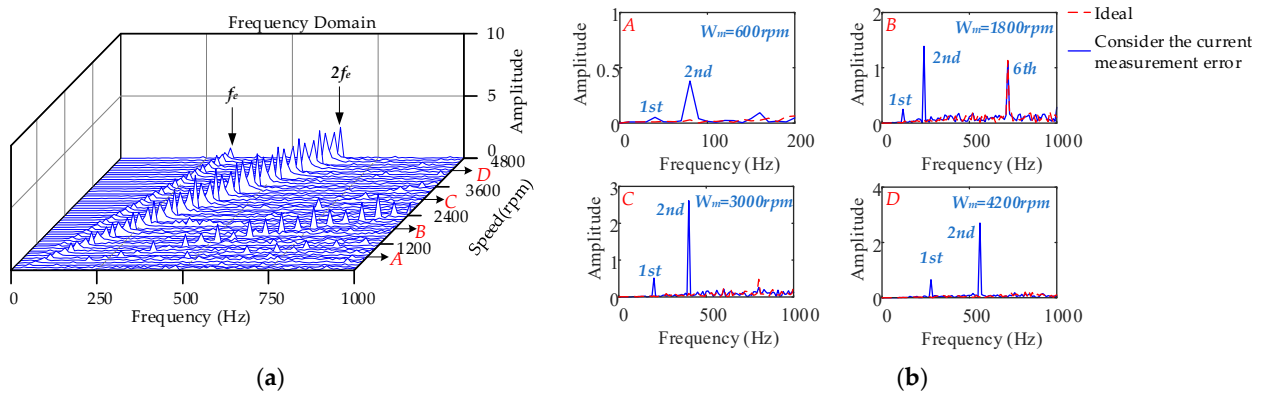 Frequency Domain
10
5
0
Amplitude
fe
2fe
4800
D
3600
C
2400
B
1200
A
Speed(rpm)
0
250
500
750
1000
Frequency (Hz)
(a)
A
Wm=600rpm
1
0.5
0
Amplitude
1st
2nd
0
100
200
Frequency (Hz)
B
Wm=1800rpm
2
1
0
Amplitude
1st
2nd
6th
0
500
1000
Frequency (Hz)
Ideal
Consider the current
measurement error
C
Wm=3000rpm
3
2
1
0
Amplitude
1st
2nd
0
500
1000
Frequency (Hz)
D
Wm=4200rpm
4
2
0
Amplitude
1st
2nd
0
500
1000
Frequency (Hz)
(b)